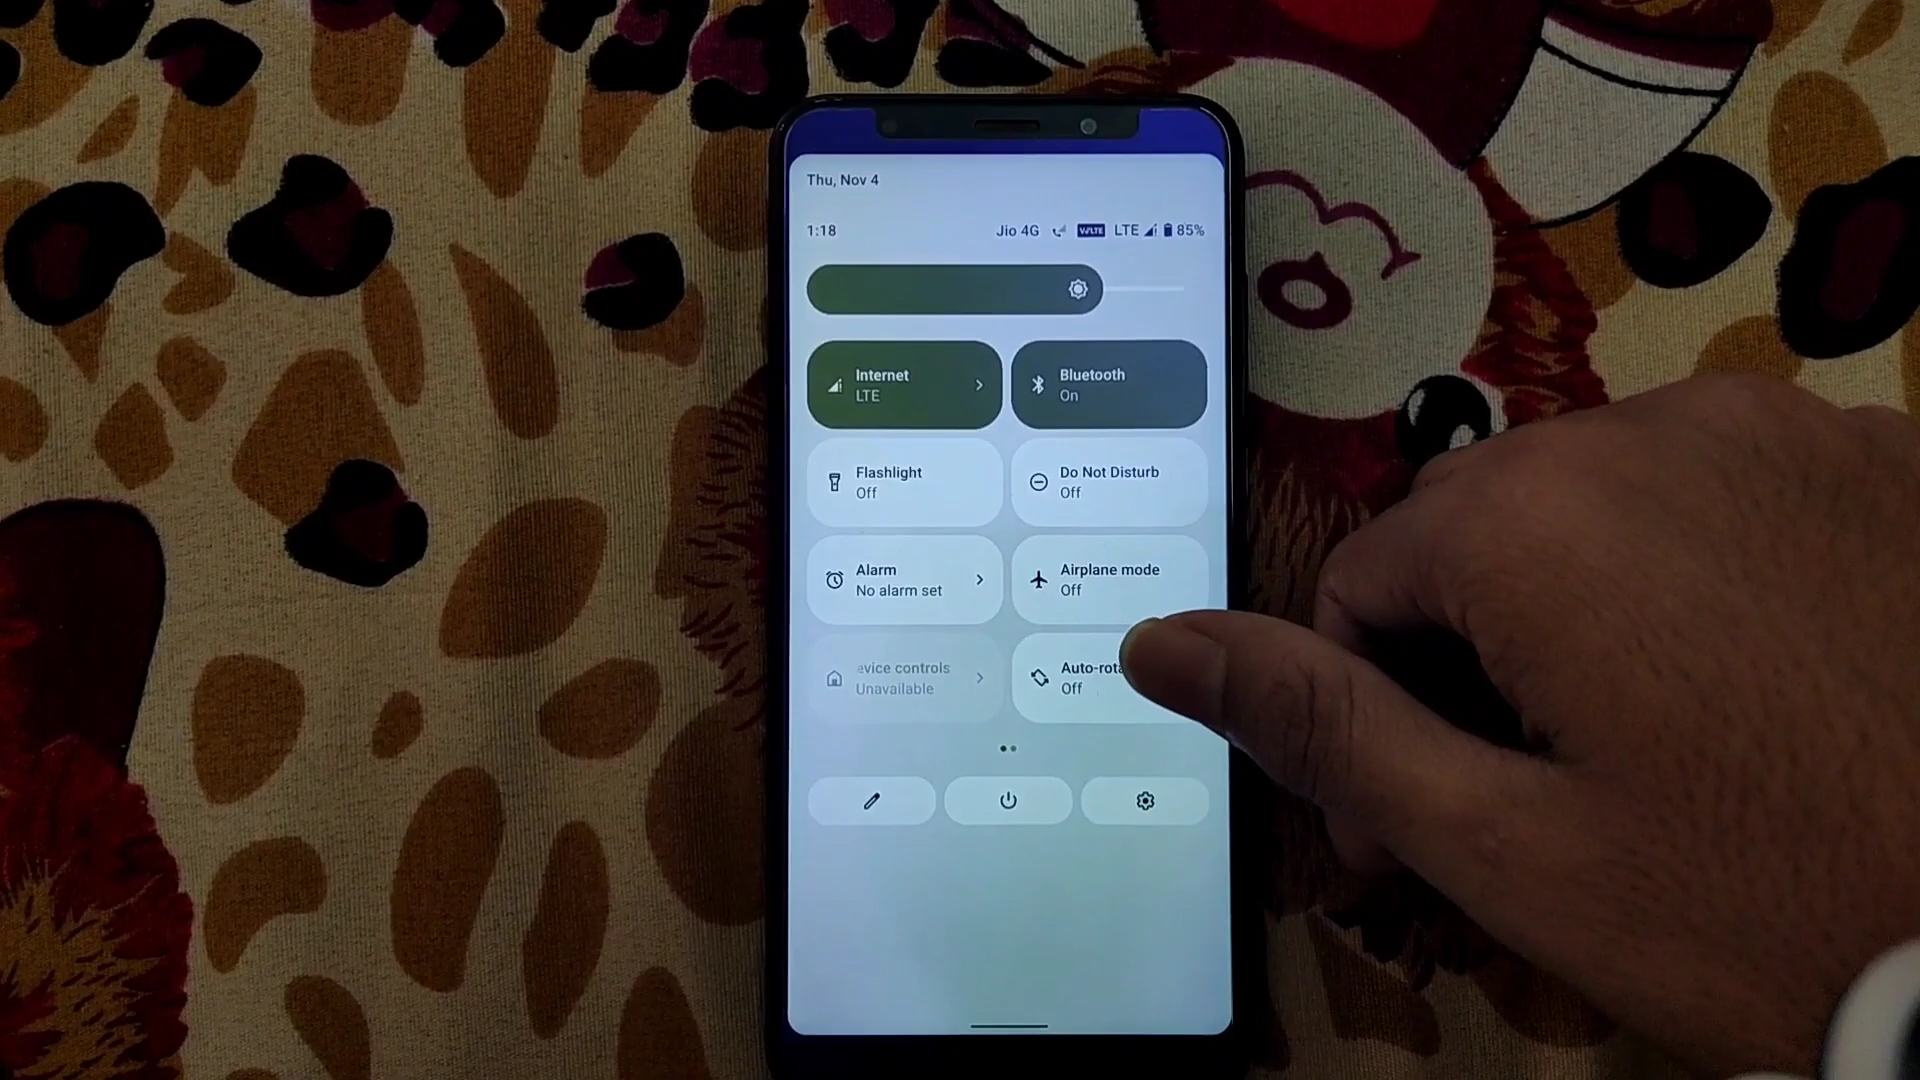 Thu, Nov 4
1:18 Jio 4G VoLTE LTE 85%
Internet
LTE
Bluetooth
On
Flashlight
Off
Do Not Disturb
Off
Alarm
No alarm set
Airplane mode
Off
evice controls
Unavailable
Auto-rota
Off